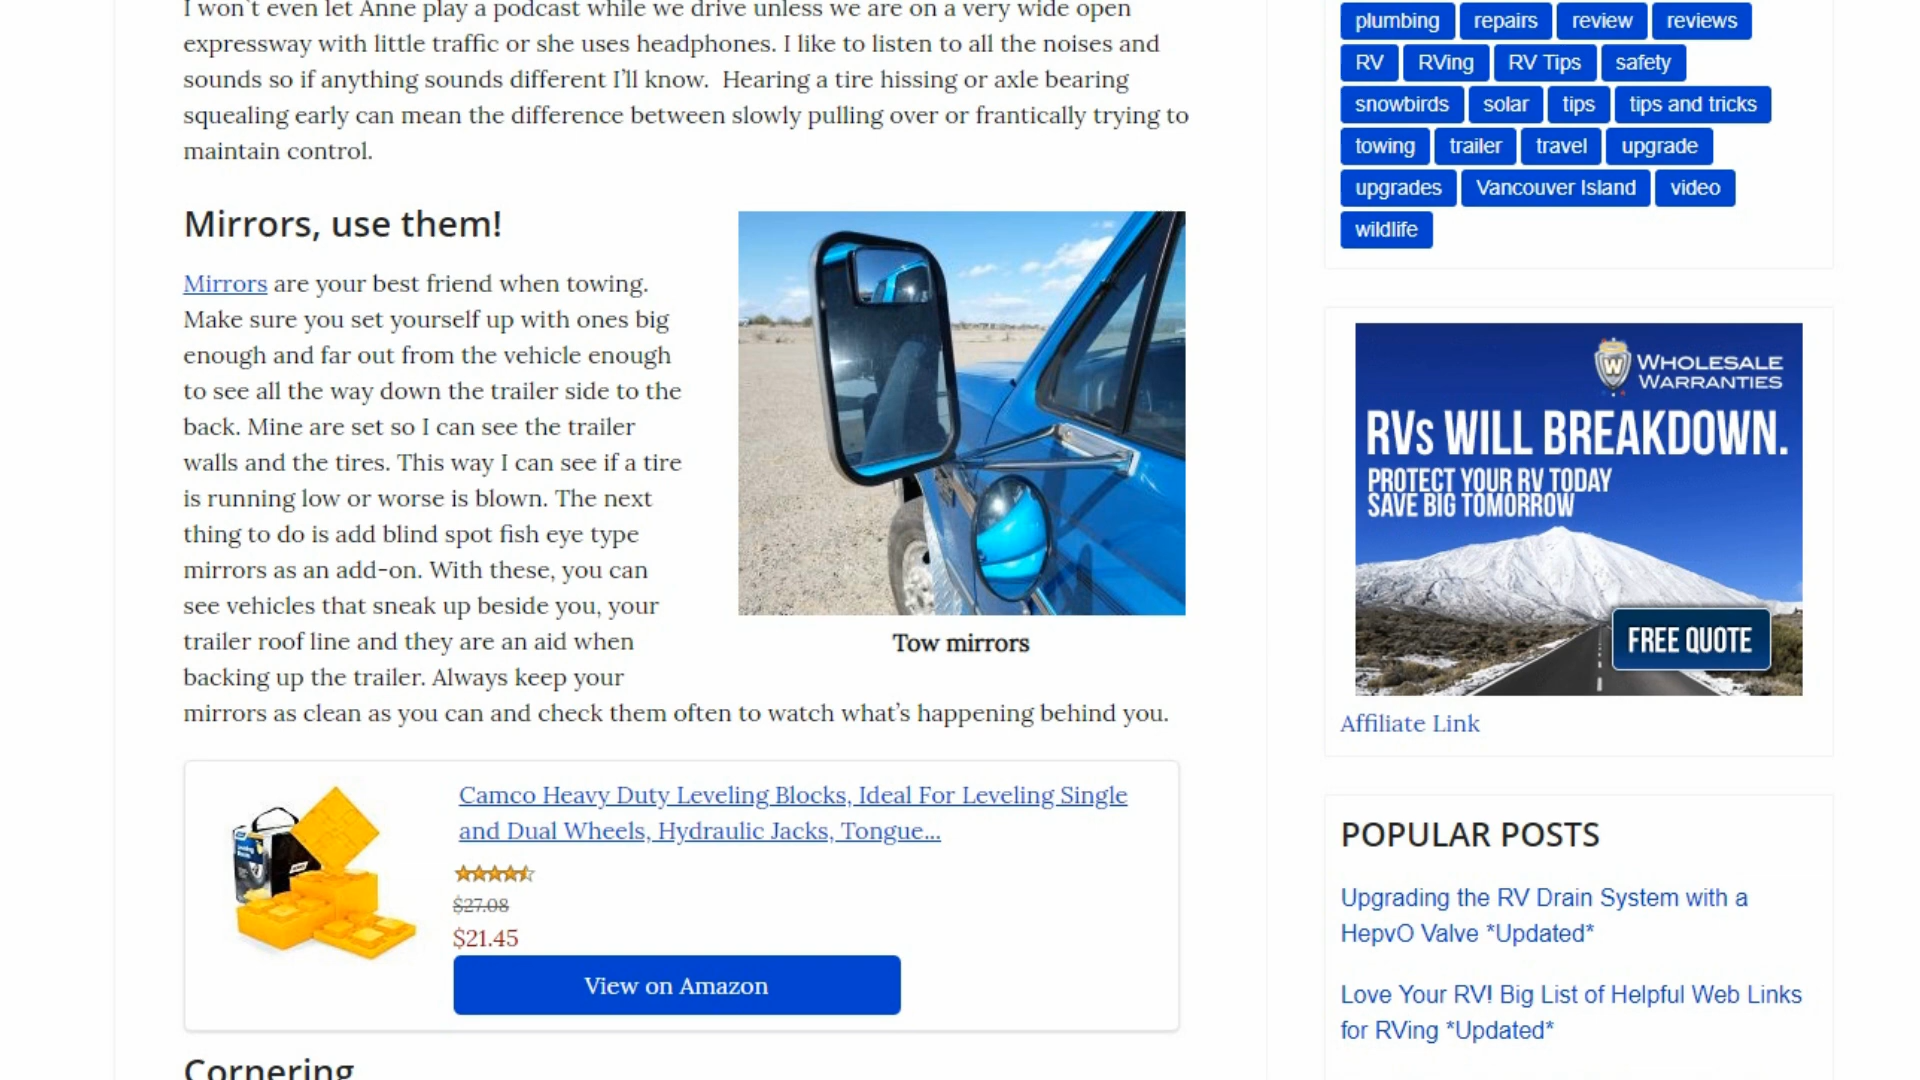 I won't even let Anne play a podcast while we drive unless we are on a very wide open
expressway with little traffic or she uses headphones. I like to listen to all the noises and
sounds so if anything sounds different I'll know. Hearing a tire hissing or axle bearing
squealing early can mean the difference between slowly pulling over or frantically trying to
maintain control.
Mirrors, use them!
Mirrors are your best friend when towing.
Make sure you set yourself up with ones big
enough and far out from the vehicle enough
to see all the way down the trailer side to the
back. Mine are set so I can see the trailer
walls and the tires. This way I can see if a tire
is running low or worse is blown. The next
thing to do is add blind spot fish eye type
mirrors as an add-on. With these, you can
see vehicles that sneak up beside you, your
trailer roof line and they are an aid when
backing up the trailer. Always keep your
mirrors as clean as you can and check them often to watch what's happening behind you.
Tow mirrors
Camco Heavy Duty Leveling Blocks, Ideal For Leveling Single
and Dual Wheels, Hydraulic Jacks, Tongue...
$27.08
$21.45
View on Amazon
Cornering
plumbing repairs review reviews
RV RVing RV Tips safety
snowbirds solar tips tips and tricks
towing trailer travel upgrade
upgrades Vancouver Island video
wildlife
W WHOLESALE
WARRANTIES
RVs WILL BREAKDOWN.
PROTECT YOUR RV TODAY
SAVE BIG TOMORROW
FREE QUOTE
Affiliate Link
POPULAR POSTS
Upgrading the RV Drain System with a
HepvO Valve *Updated*
Love Your RV! Big List of Helpful Web Links
for RVing *Updated*